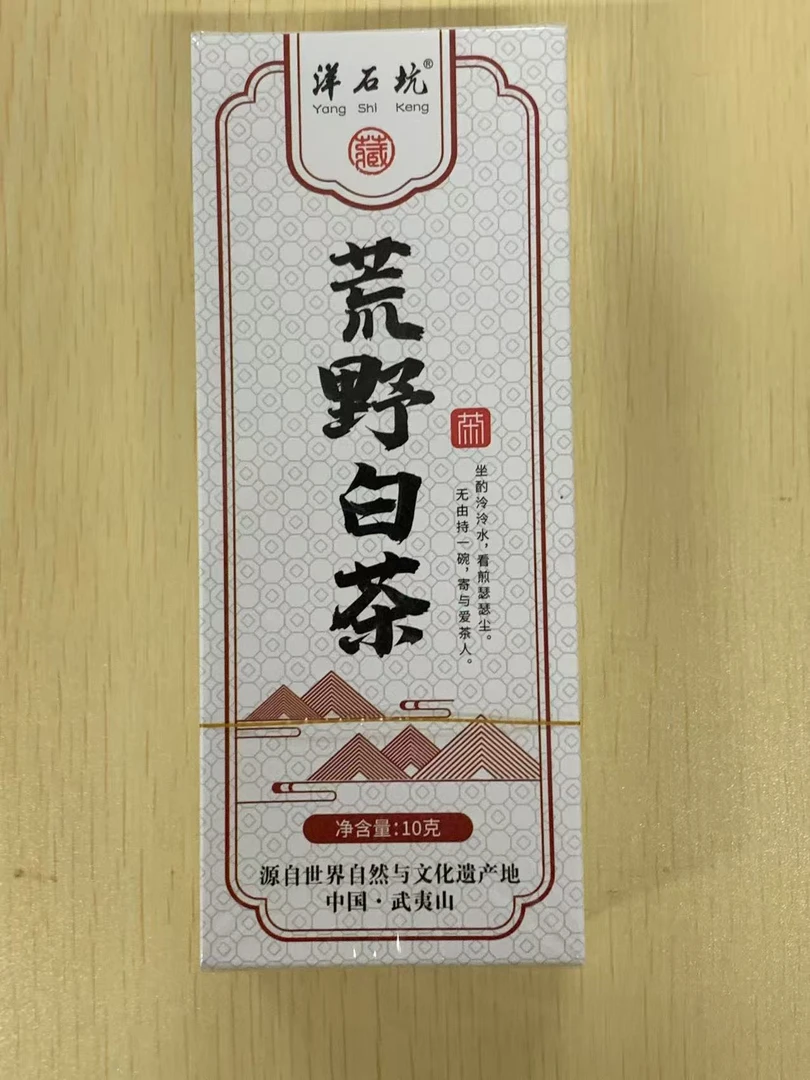 洋石坑®
Yang Shi Keng
藏
荒野白茶
茶
坐酌泠泠水，看煎瑟瑟尘。
无由持一碗，寄与爱茶人。
净含量：10克
源自世界自然与文化遗产地
中国·武夷山